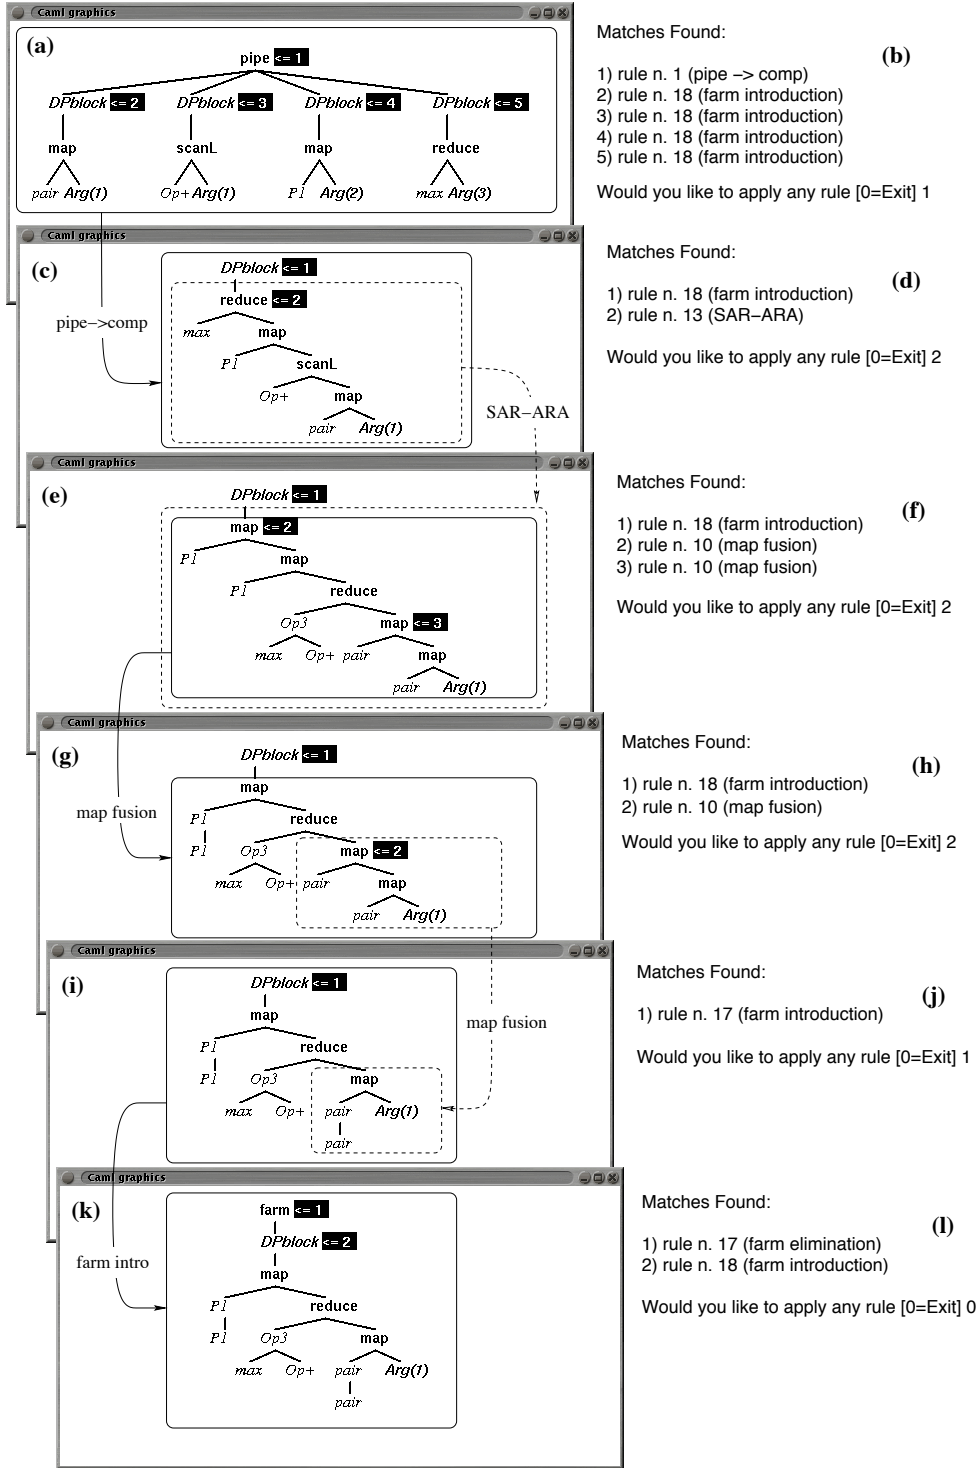 Caml graphics
(a)
pipe <= 1
DPblock <= 2 DPblock <= 3 DPblock <= 4 DPblock <= 5
map scanL map reduce
pair Arg(1) Op+ Arg(1) P1 Arg(2) max Arg(3)
Matches Found:
(b)
1) rule n. 1 (pipe −> comp)
2) rule n. 18 (farm introduction)
3) rule n. 18 (farm introduction)
4) rule n. 18 (farm introduction)
5) rule n. 18 (farm introduction)
Would you like to apply any rule [0=Exit] 1
Caml graphics
(c)
DPblock <= 1
reduce <= 2
max map
P1 scanL
Op+ map
pair Arg(1)
pipe−>comp
SAR−ARA
Matches Found:
(d)
1) rule n. 18 (farm introduction)
2) rule n. 13 (SAR−ARA)
Would you like to apply any rule [0=Exit] 2
Caml graphics
(e)
DPblock <= 1
map <= 2
P1 map
P1 reduce
Op3 map <= 3
max Op+ pair map
pair Arg(1)
Matches Found:
(f)
1) rule n. 18 (farm introduction)
2) rule n. 10 (map fusion)
3) rule n. 10 (map fusion)
Would you like to apply any rule [0=Exit] 2
Caml graphics
(g)
DPblock <= 1
map
P1 reduce
P1 Op3 map <= 2
max Op+ pair map
pair Arg(1)
map fusion
Matches Found:
(h)
1) rule n. 18 (farm introduction)
2) rule n. 10 (map fusion)
Would you like to apply any rule [0=Exit] 2
Caml graphics
(i)
DPblock <= 1
map
P1 reduce
P1 Op3 map
max Op+ pair Arg(1)
pair
map fusion
Matches Found:
(j)
1) rule n. 17 (farm introduction)
Would you like to apply any rule [0=Exit] 1
Caml graphics
(k)
farm <= 1
DPblock <= 2
map
P1 reduce
P1 Op3 map
max Op+ pair Arg(1)
pair
farm intro
Matches Found:
(l)
1) rule n. 17 (farm elimination)
2) rule n. 18 (farm introduction)
Would you like to apply any rule [0=Exit] 0